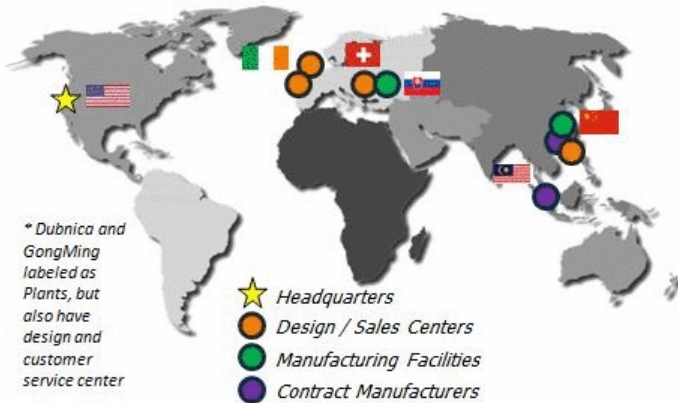 * Dubnica and
GongMing
labeled as
Plants, but
also have
design and
customer
service center
Headquarters
Design / Sales Centers
Manufacturing Facilities
Contract Manufacturers